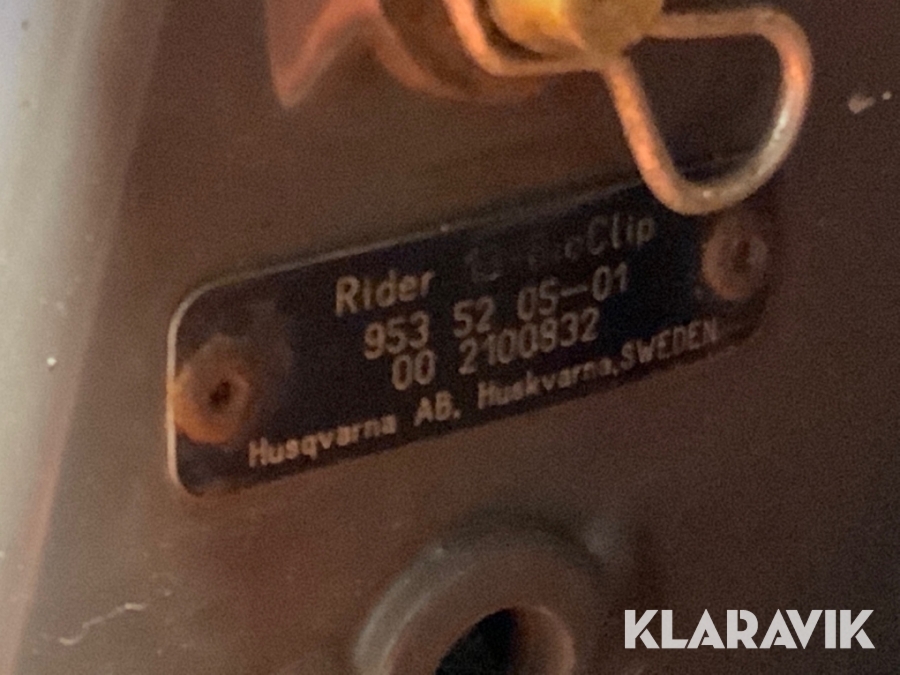 Rider
953 52 05-01
00 2100832
Husqvarna AB. Huskvarna, SWEDEN
KLARAVIK